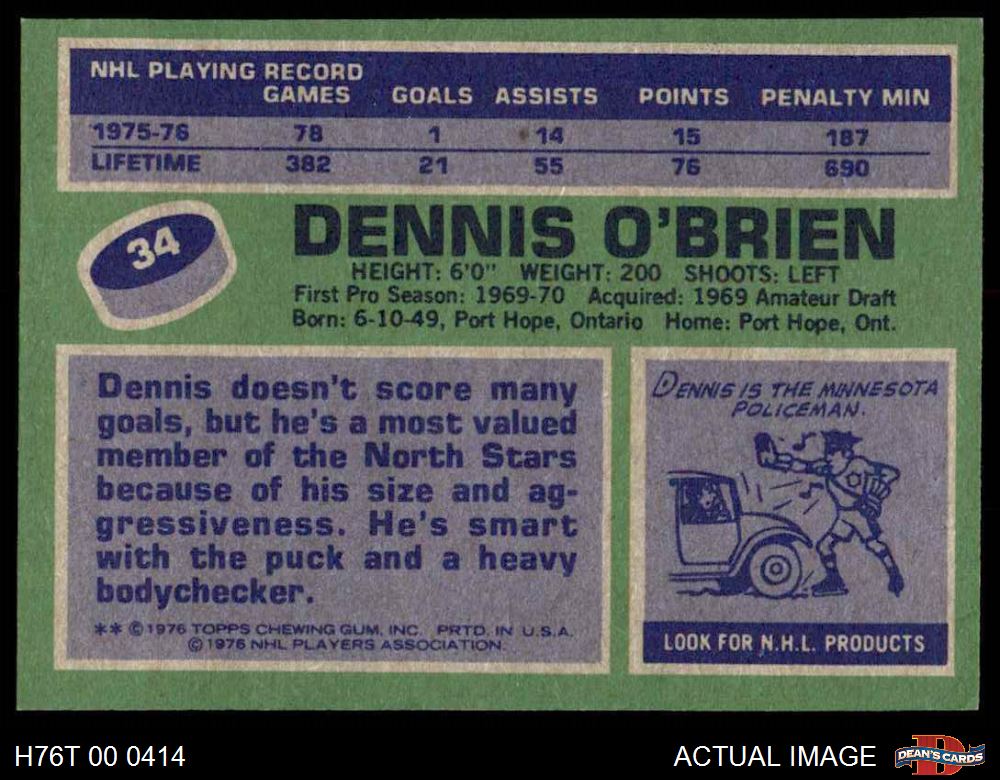 NHL PLAYING RECORD
GAMES GOALS ASSISTS POINTS PENALTY MIN
1975-76 78 1 14 15 187
LIFETIME 382 21 55 76 690
34
DENNIS O'BRIEN
HEIGHT: 6'0" WEIGHT: 200 SHOOTS: LEFT
First Pro Season: 1969-70 Acquired: 1969 Amateur Draft
Born: 6-10-49, Port Hope, Ontario Home: Port Hope, Ont.
Dennis doesn't score many
goals, but he's a most valued
member of the North Stars
because of his size and ag-
gressiveness. He's smart
with the puck and a heavy
bodychecker.
** © 1976 TOPPS CHEWING GUM, INC. PRTD. IN U.S.A.
© 1976 NHL PLAYERS ASSOCIATION.
DENNIS IS THE MINNESOTA
POLICEMAN.
LOOK FOR N.H.L. PRODUCTS
H76T 00 0414
ACTUAL IMAGE
D
DEAN'S CARDS